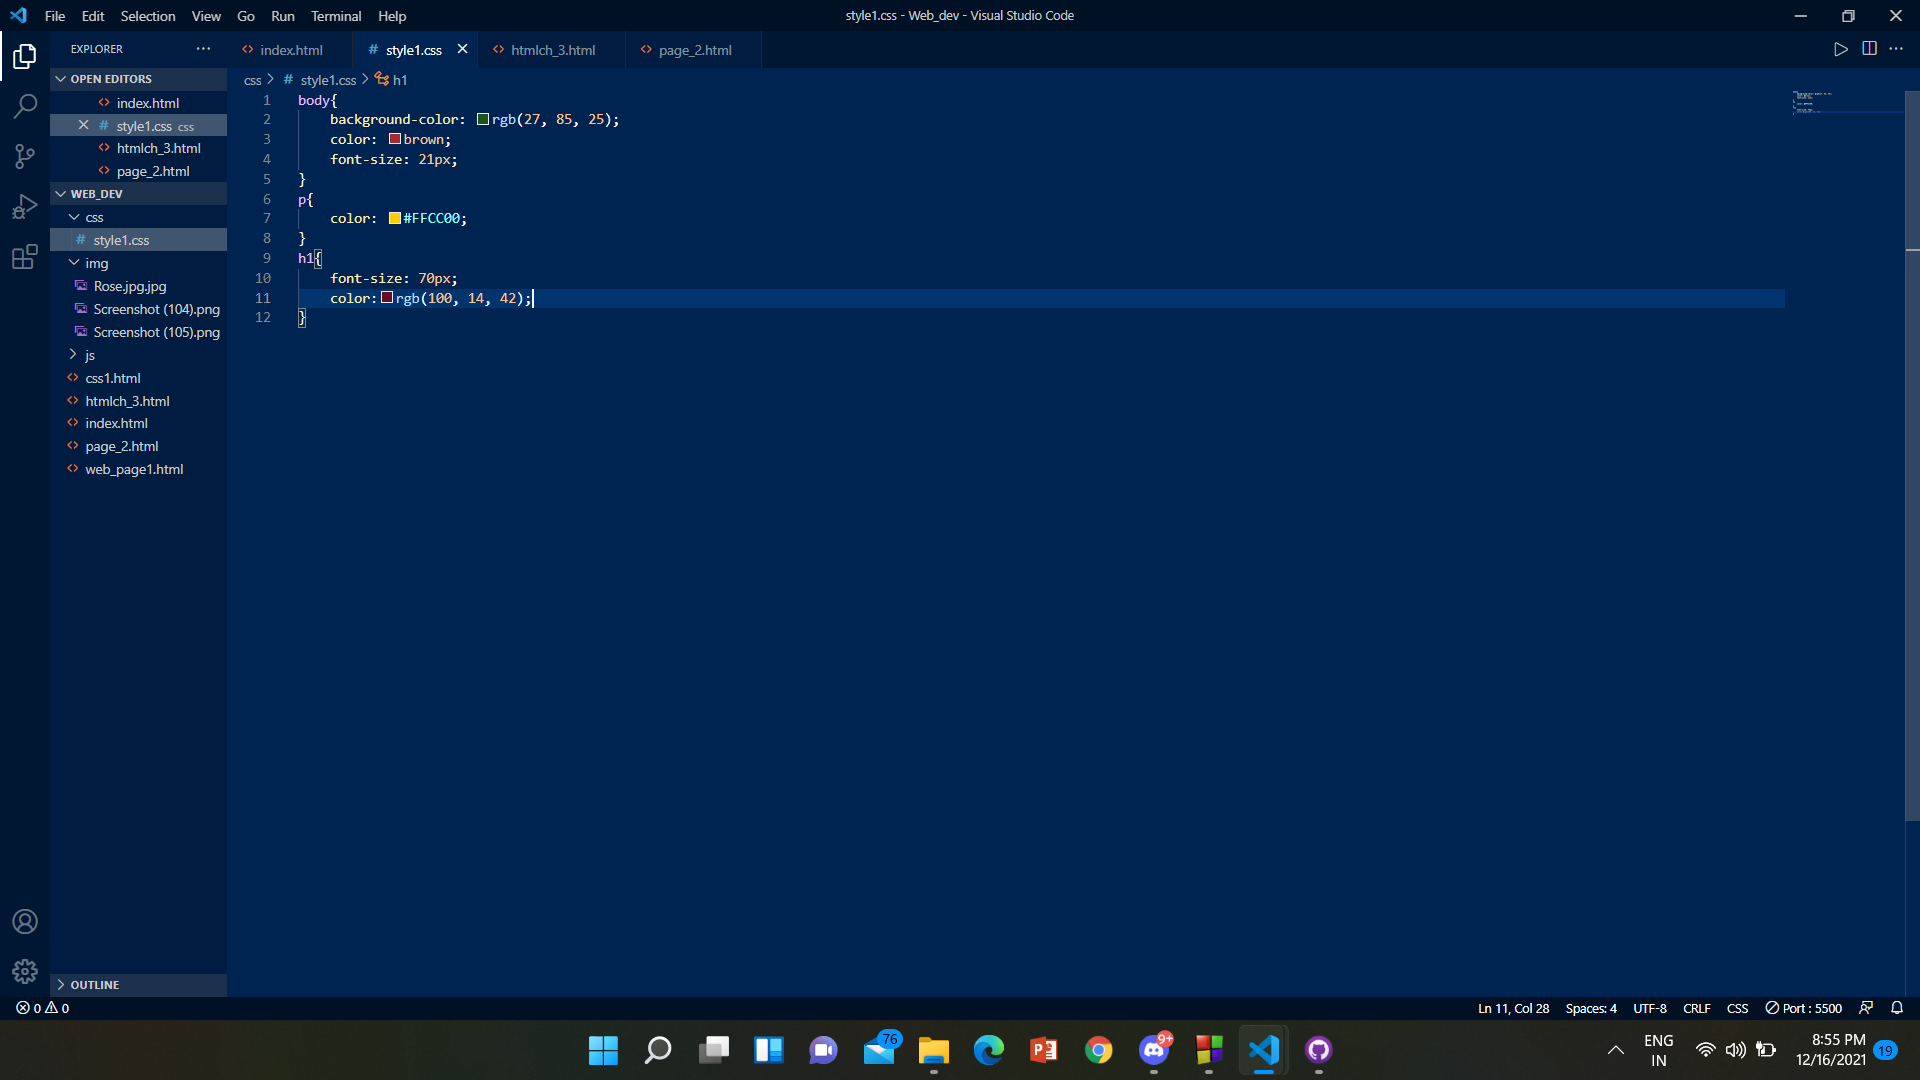 File Edit Selection View Go Run Terminal Help
style1.css - Web_dev - Visual Studio Code
EXPLORER
index.html
style1.css
htmlch_3.html
page_2.html
OPEN EDITORS
index.html
style1.css css
htmlch_3.html
page_2.html
WEB_DEV
css
style1.css
img
Rose.jpg.jpg
Screenshot (104).png
Screenshot (105).png
js
css1.html
htmlch_3.html
index.html
page_2.html
web_page1.html
OUTLINE
css > # style1.css > h1
1 body{
2 background-color: rgb(27, 85, 25);
3 color: brown;
4 font-size: 21px;
5 }
6 p{
7 color: #FFCC00;
8 }
9 h1{
10 font-size: 70px;
11 color:rgb(100, 14, 42);
12 }
0 0
Ln 11, Col 28 Spaces: 4 UTF-8 CRLF CSS Port : 5500
76
9+
ENG
IN
8:55 PM
12/16/2021
19